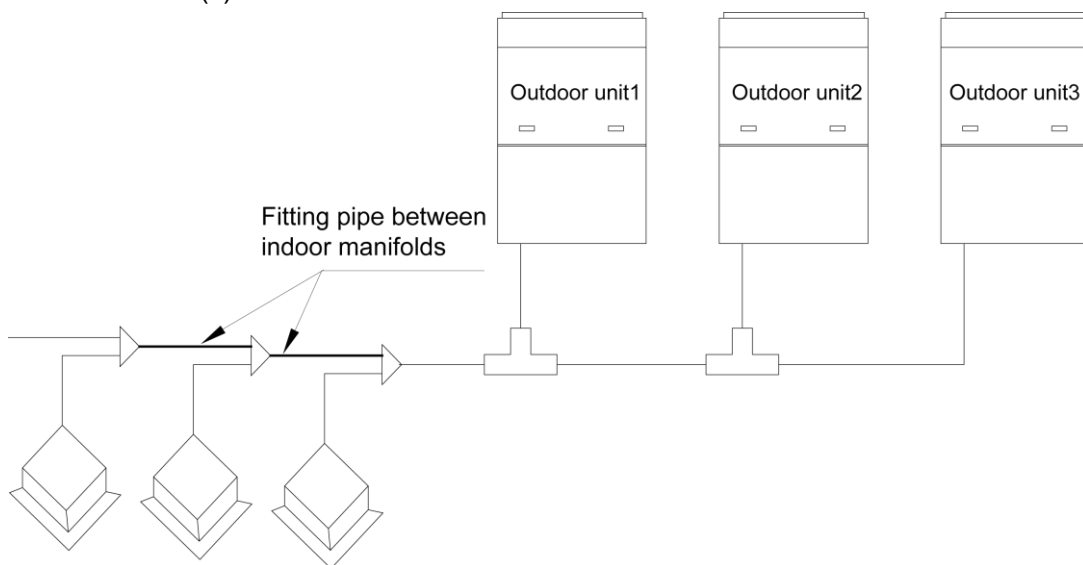 Outdoor unit1
Outdoor unit2
Outdoor unit3
Fitting pipe between
indoor manifolds